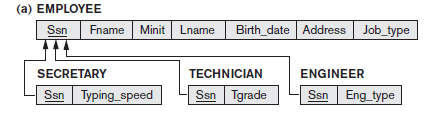 (a) EMPLOYEE
Ssn Fname Minit Lname Birth_date Address Job_type
SECRETARY TECHNICIAN ENGINEER
Ssn Typing_speed Ssn Tgrade Ssn Eng_type